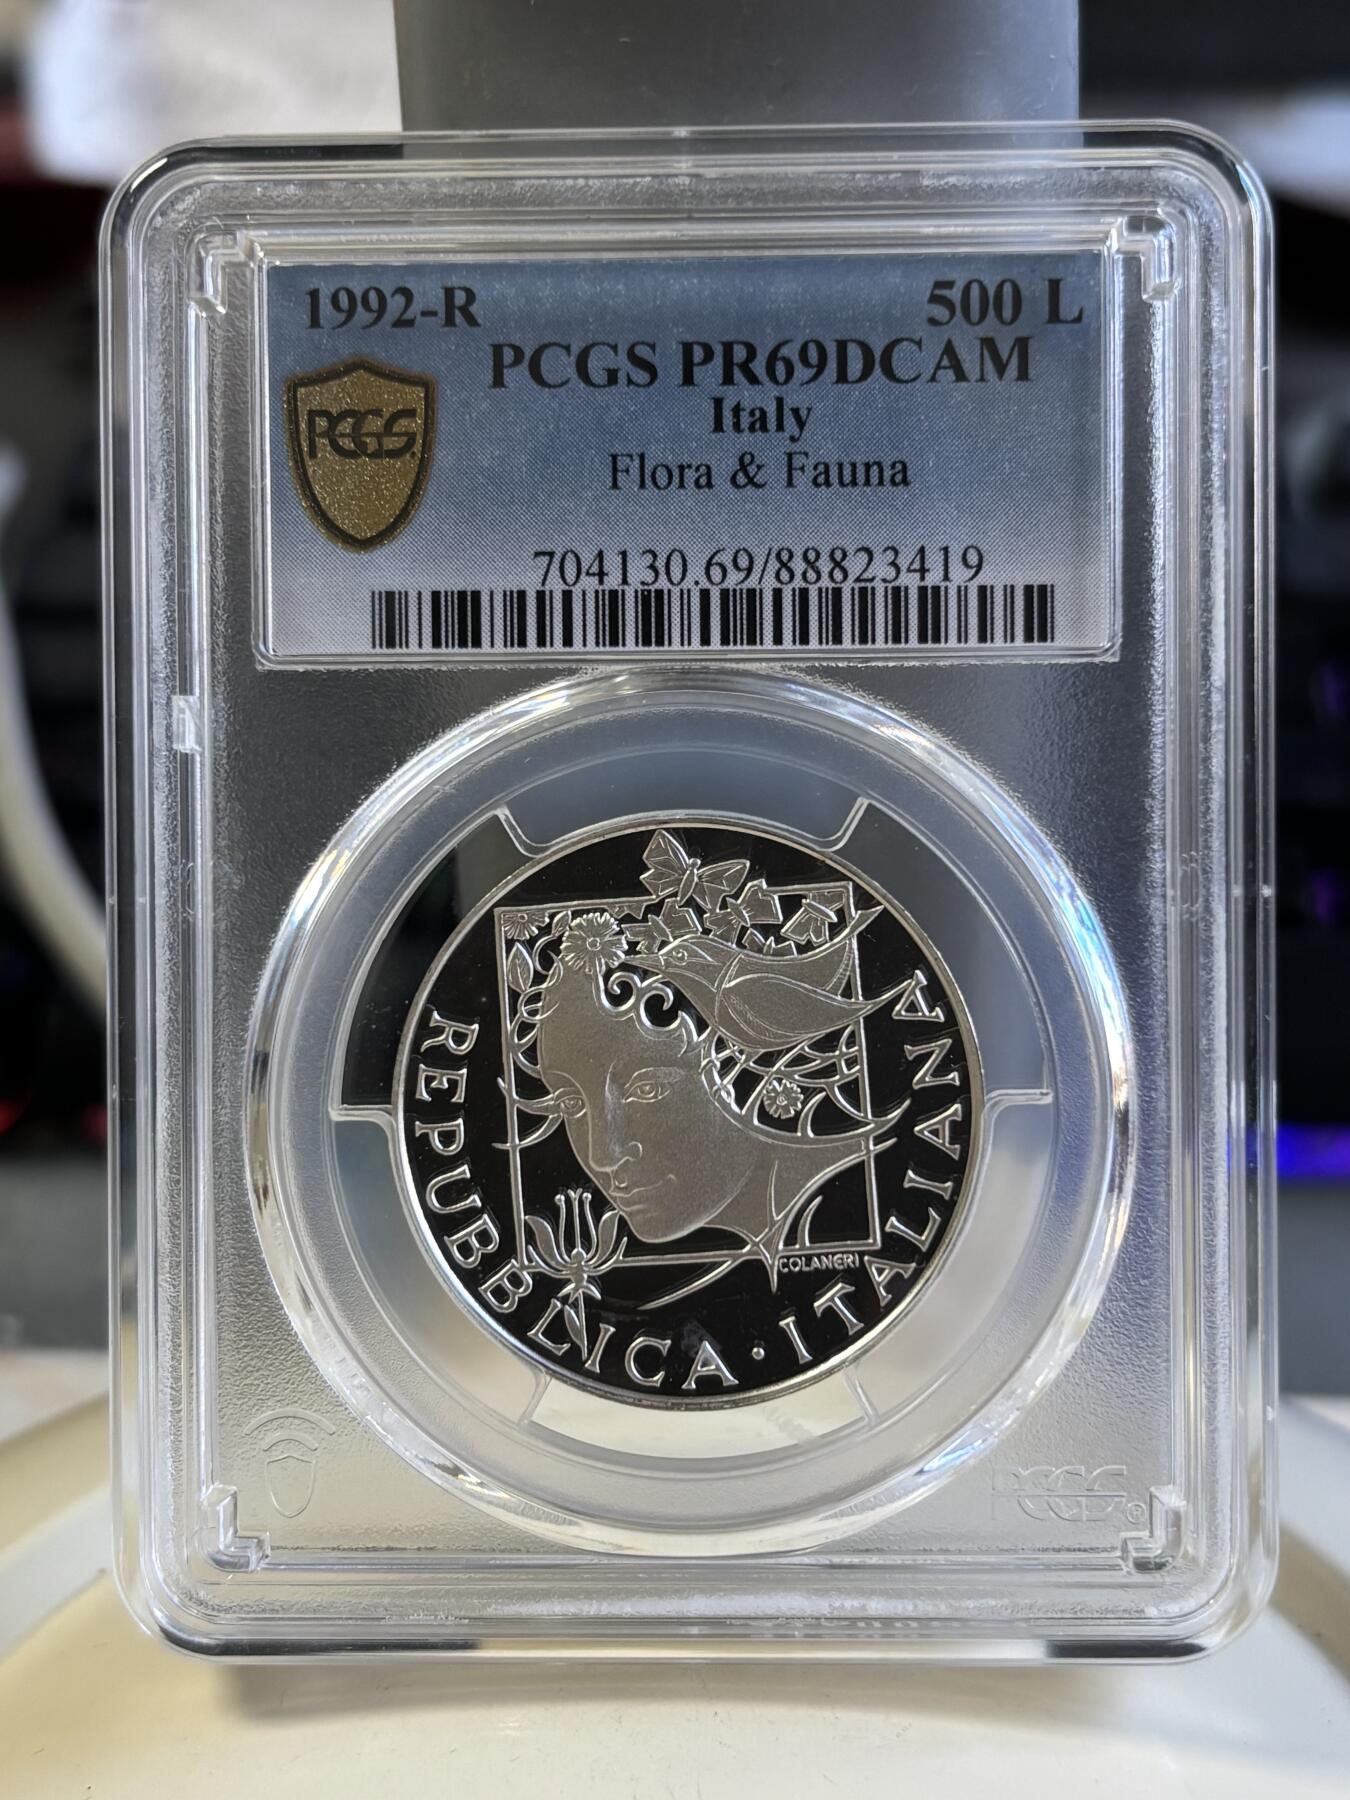 1992-R 500 L
PCGS PR69DCAM
Italy
PCGS
Flora & Fauna
704130.69/88823419
REPUBBLICA · ITALIANA
COLANERI
PCGS